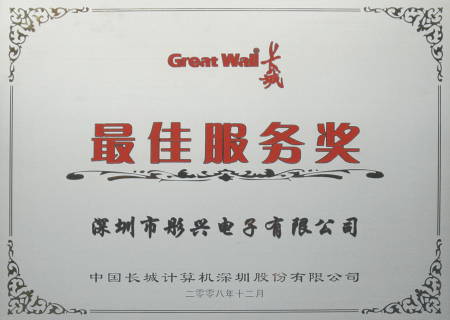 Great Wall 长城
最佳服务奖
深圳市彤兴电子有限公司
中国长城计算机深圳股份有限公司
二零零八年十二月